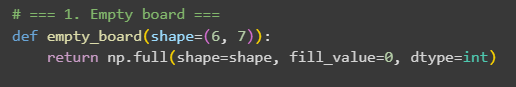 # === 1. Empty board ===
def empty_board(shape=(6, 7)):
    return np.full(shape=shape, fill_value=0, dtype=int)